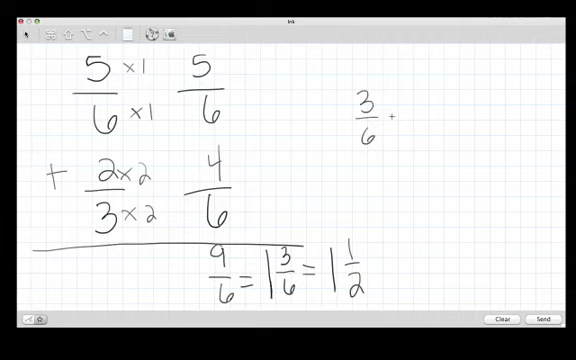 Ink
5 ×1 5
6 ×1 6
3
6 +
+ 2×2 4
3×2 6
9 = 1 3 = 1 1
6 6 2
Clear Send